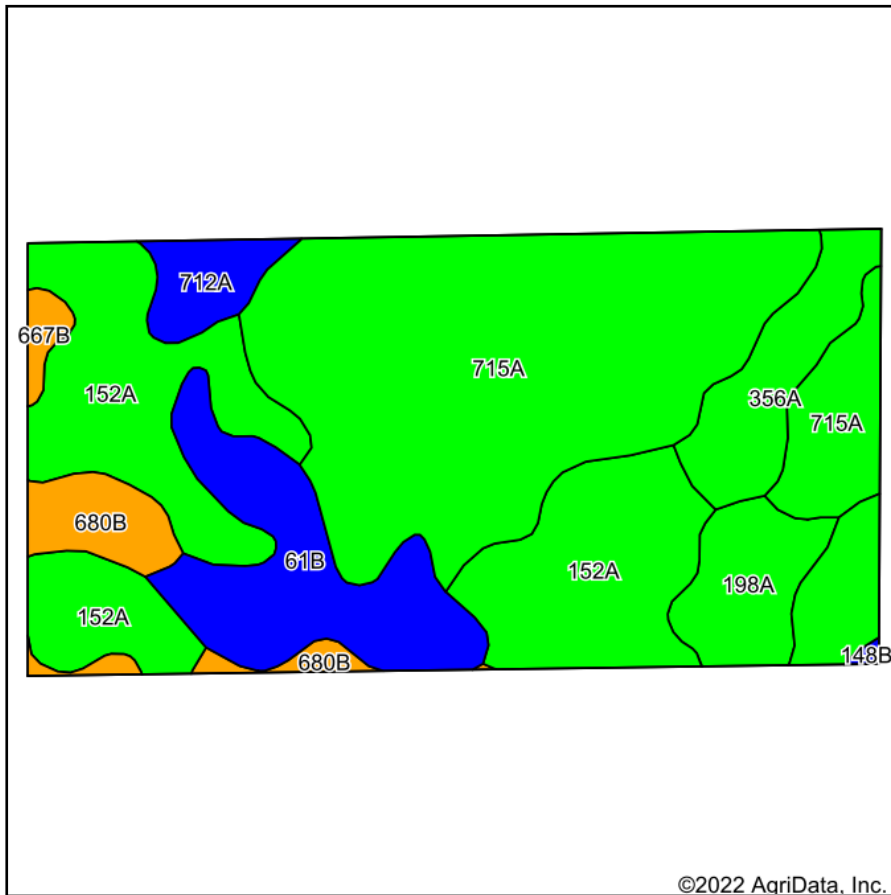 712A
667B
715A
152A
356A
715A
680B
61B
152A
198A
152A
148B
680B
©2022 AgriData, Inc.